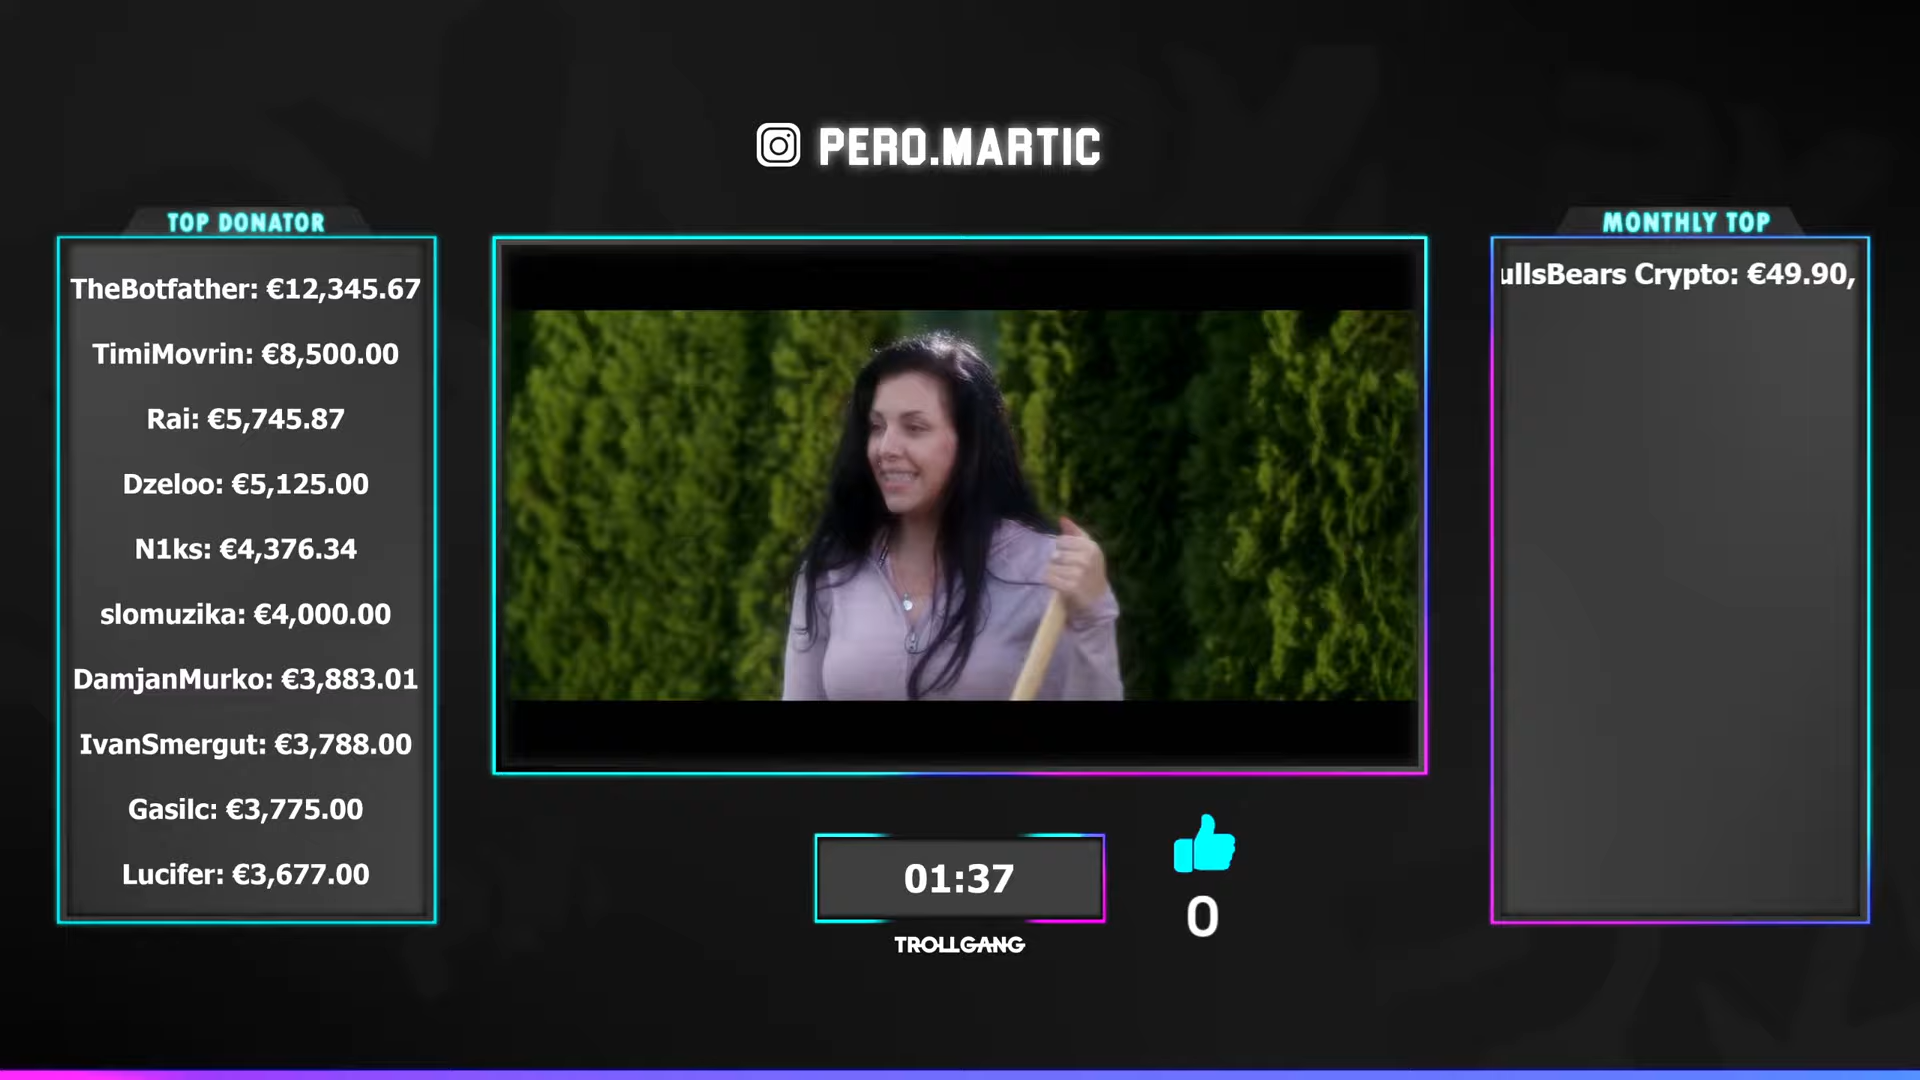 PERO.MARTIC
TOP DONATOR
TheBotfather: €12,345.67
TimiMovrin: €8,500.00
Rai: €5,745.87
Dzeloo: €5,125.00
N1ks: €4,376.34
slomuzika: €4,000.00
DamjanMurko: €3,883.01
IvanSmergut: €3,788.00
Gasilc: €3,775.00
Lucifer: €3,677.00
01:37
TROLLGANG
0
MONTHLY TOP
ullsBears Crypto: €49.90,